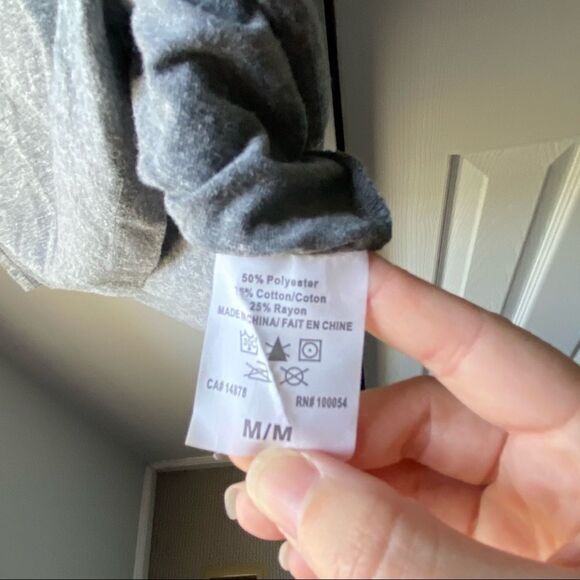 50% Polyester
% Cotton/Coton
25% Rayon
MADE IN CHINA/ FAIT EN CHINE
CA# 14878
RN# 100054
M/M